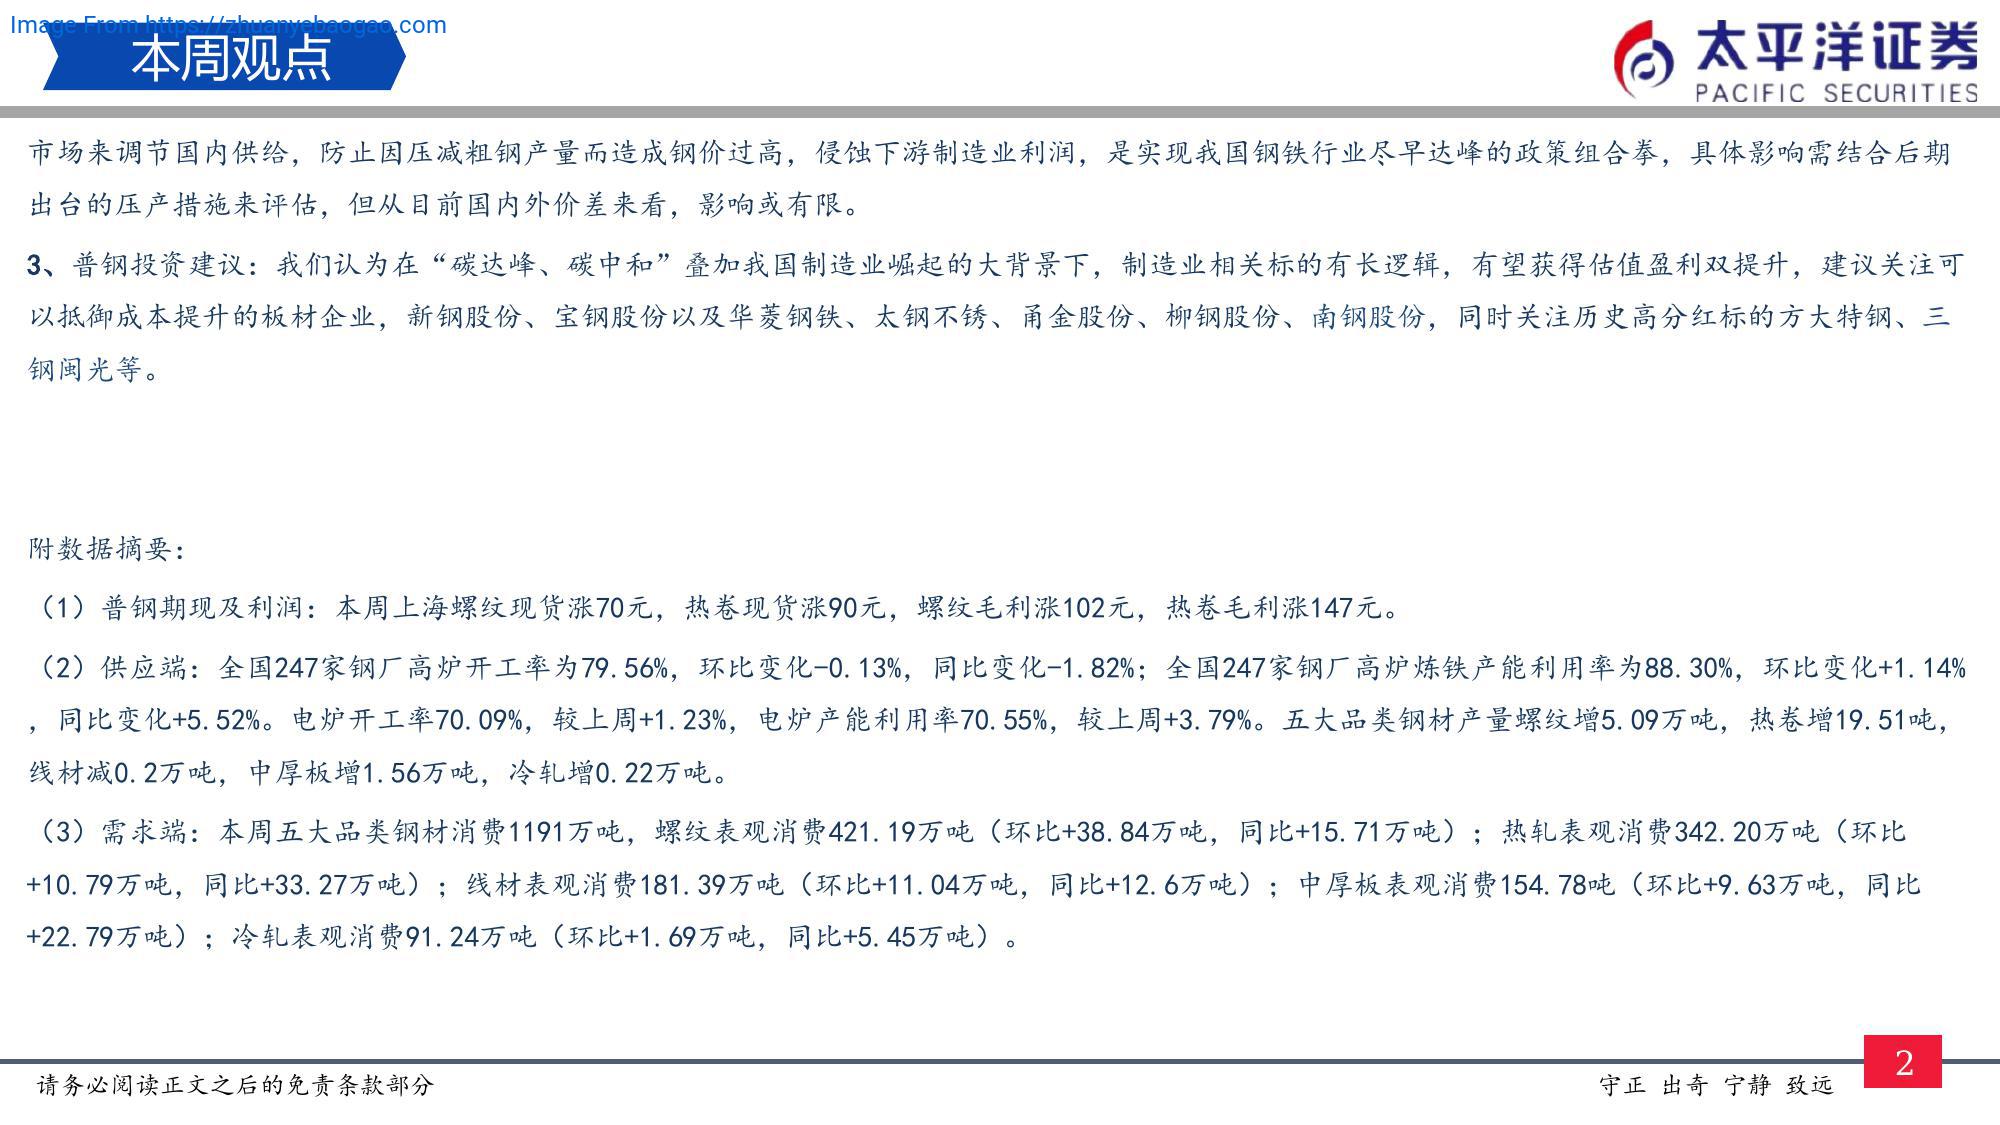 Image From https://zhuanyebaogao.com
本周观点
太平洋证券
PACIFIC SECURITIES
市场来调节国内供给，防止因压减粗钢产量而造成钢价过高，侵蚀下游制造业利润，是实现我国钢铁行业尽早达峰的政策组合拳，具体影响需结合后期
出台的压产措施来评估，但从目前国内外价差来看，影响或有限。
3、普钢投资建议：我们认为在“碳达峰、碳中和”叠加我国制造业崛起的大背景下，制造业相关标的有长逻辑，有望获得估值盈利双提升，建议关注可
以抵御成本提升的板材企业，新钢股份、宝钢股份以及华菱钢铁、太钢不锈、甬金股份、柳钢股份、南钢股份，同时关注历史高分红标的方大特钢、三
钢闽光等。
附数据摘要：
（1）普钢期现及利润：本周上海螺纹现货涨70元，热卷现货涨90元，螺纹毛利涨102元，热卷毛利涨147元。
（2）供应端：全国247家钢厂高炉开工率为79.56%，环比变化-0.13%，同比变化-1.82%；全国247家钢厂高炉炼铁产能利用率为88.30%，环比变化+1.14%
，同比变化+5.52%。电炉开工率70.09%，较上周+1.23%，电炉产能利用率70.55%，较上周+3.79%。五大品类钢材产量螺纹增5.09万吨，热卷增19.51吨，
线材减0.2万吨，中厚板增1.56万吨，冷轧增0.22万吨。
（3）需求端：本周五大品类钢材消费1191万吨，螺纹表观消费421.19万吨（环比+38.84万吨，同比+15.71万吨）；热轧表观消费342.20万吨（环比
+10.79万吨，同比+33.27万吨）；线材表观消费181.39万吨（环比+11.04万吨，同比+12.6万吨）；中厚板表观消费154.78吨（环比+9.63万吨，同比
+22.79万吨）；冷轧表观消费91.24万吨（环比+1.69万吨，同比+5.45万吨）。
请务必阅读正文之后的免责条款部分
守正 出奇 宁静 致远
2